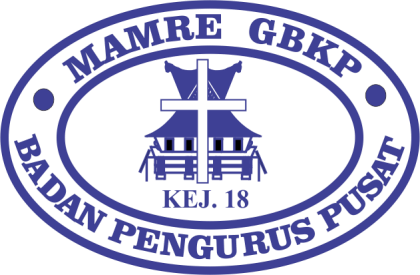 MAMRE GBKP
KEJ. 18
BADAN PENGURUS PUSAT